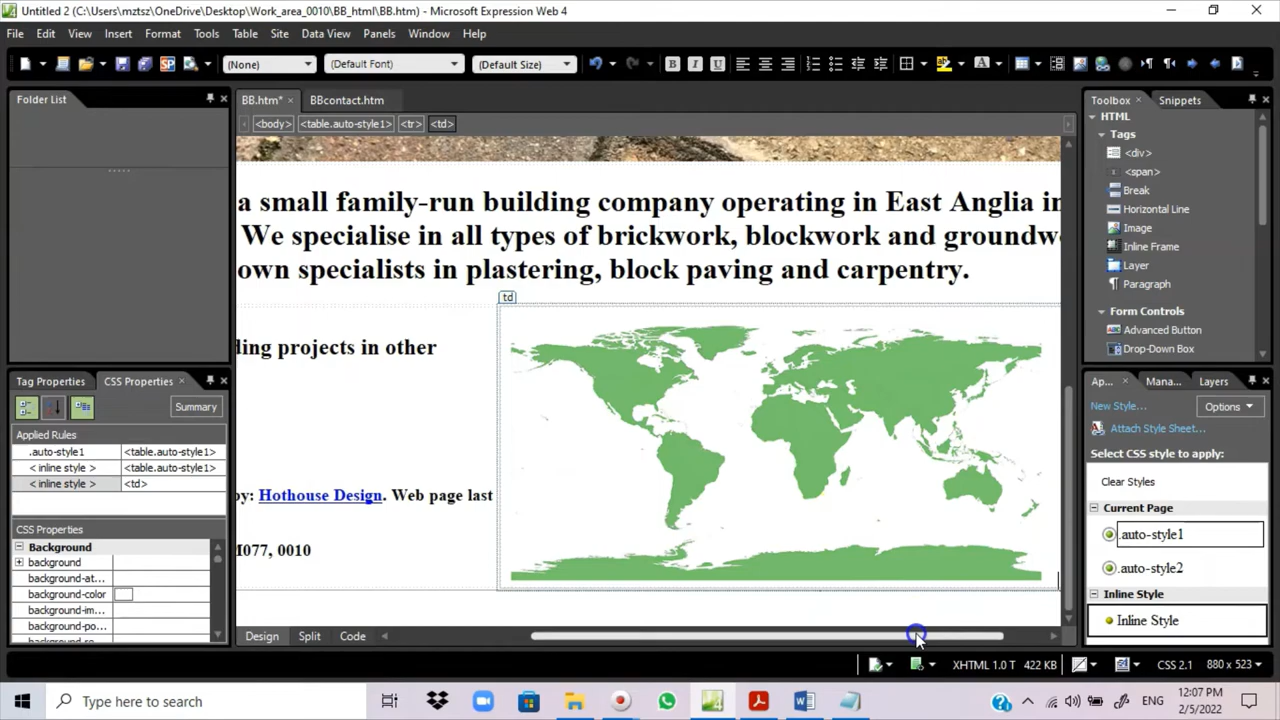 Untitled 2 (C:\Users\mztsz\OneDrive\Desktop\Work_area_0010\BB_html\BB.htm) - Microsoft Expression Web 4
File Edit View Insert Format Tools Table Site Data View Panels Window Help
(None) (Default Font) (Default Size)
Folder List
BB.htm* BBcontact.htm
<body> <table.auto-style1> <tr> <td>
Toolbox Snippets
HTML
Tags
<div>
<span>
Break
Horizontal Line
Image
Inline Frame
Layer
Paragraph
Form Controls
Advanced Button
Drop-Down Box
a small family-run building company operating in East Anglia in
We specialise in all types of brickwork, blockwork and groundw
own specialists in plastering, block paving and carpentry.
td
ding projects in other
by: Hothouse Design. Web page last
M077, 0010
Tag Properties CSS Properties
Summary
Applied Rules
.auto-style1 <table.auto-style1>
< inline style > <table.auto-style1>
< inline style > <td>
CSS Properties
Background
background
background-at...
background-color
background-im...
background-po...
Ap... Mana... Layers
New Style... Options
Attach Style Sheet...
Select CSS style to apply:
Clear Styles
Current Page
.auto-style1
.auto-style2
Inline Style
Inline Style
Design Split Code
XHTML 1.0 T 422 KB CSS 2.1 880 x 523
Type here to search
ENG
12:07 PM
2/5/2022